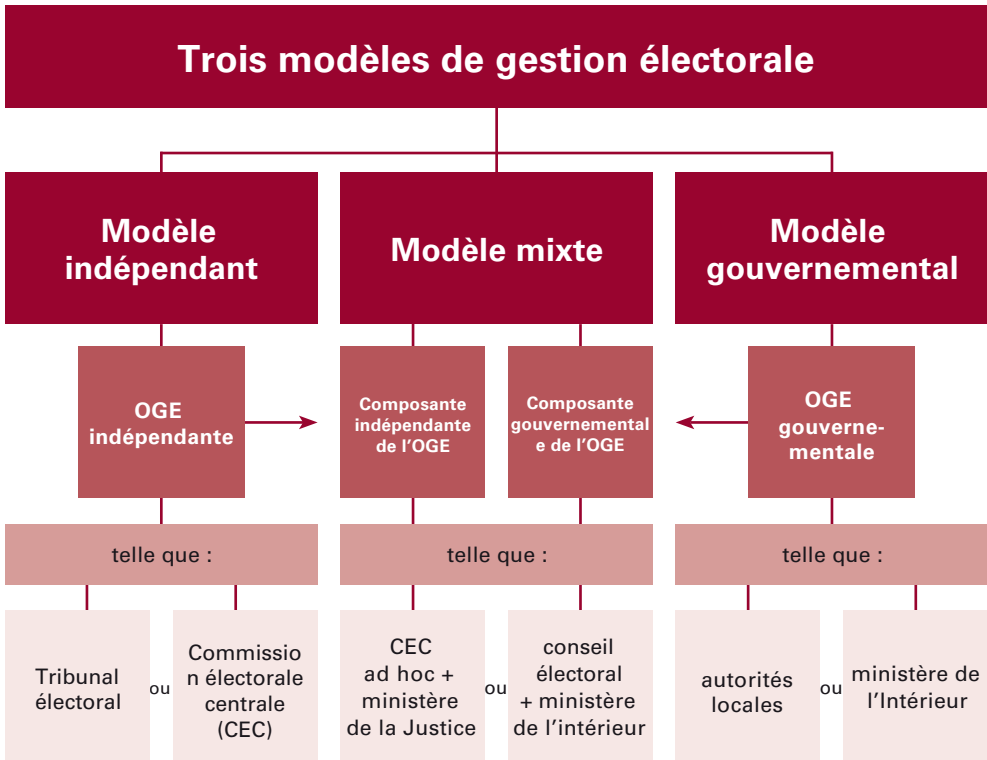 Trois modèles de gestion électorale
Modèle
indépendant
Modèle mixte
Modèle
gouvernemental
OGE
indépendante
Composante
indépendante
de l'OGE
Composante
gouvernemental
e de l'OGE
OGE
gouverne-
mentale
telle que :
telle que :
telle que :
Tribunal
électoral
ou
Commissio
n électorale
centrale
(CEC)
CEC
ad hoc +
ministère
de la Justice
ou
conseil
électoral
+ ministère
de l'intérieur
autorités
locales
ou
ministère de
l'Intérieur